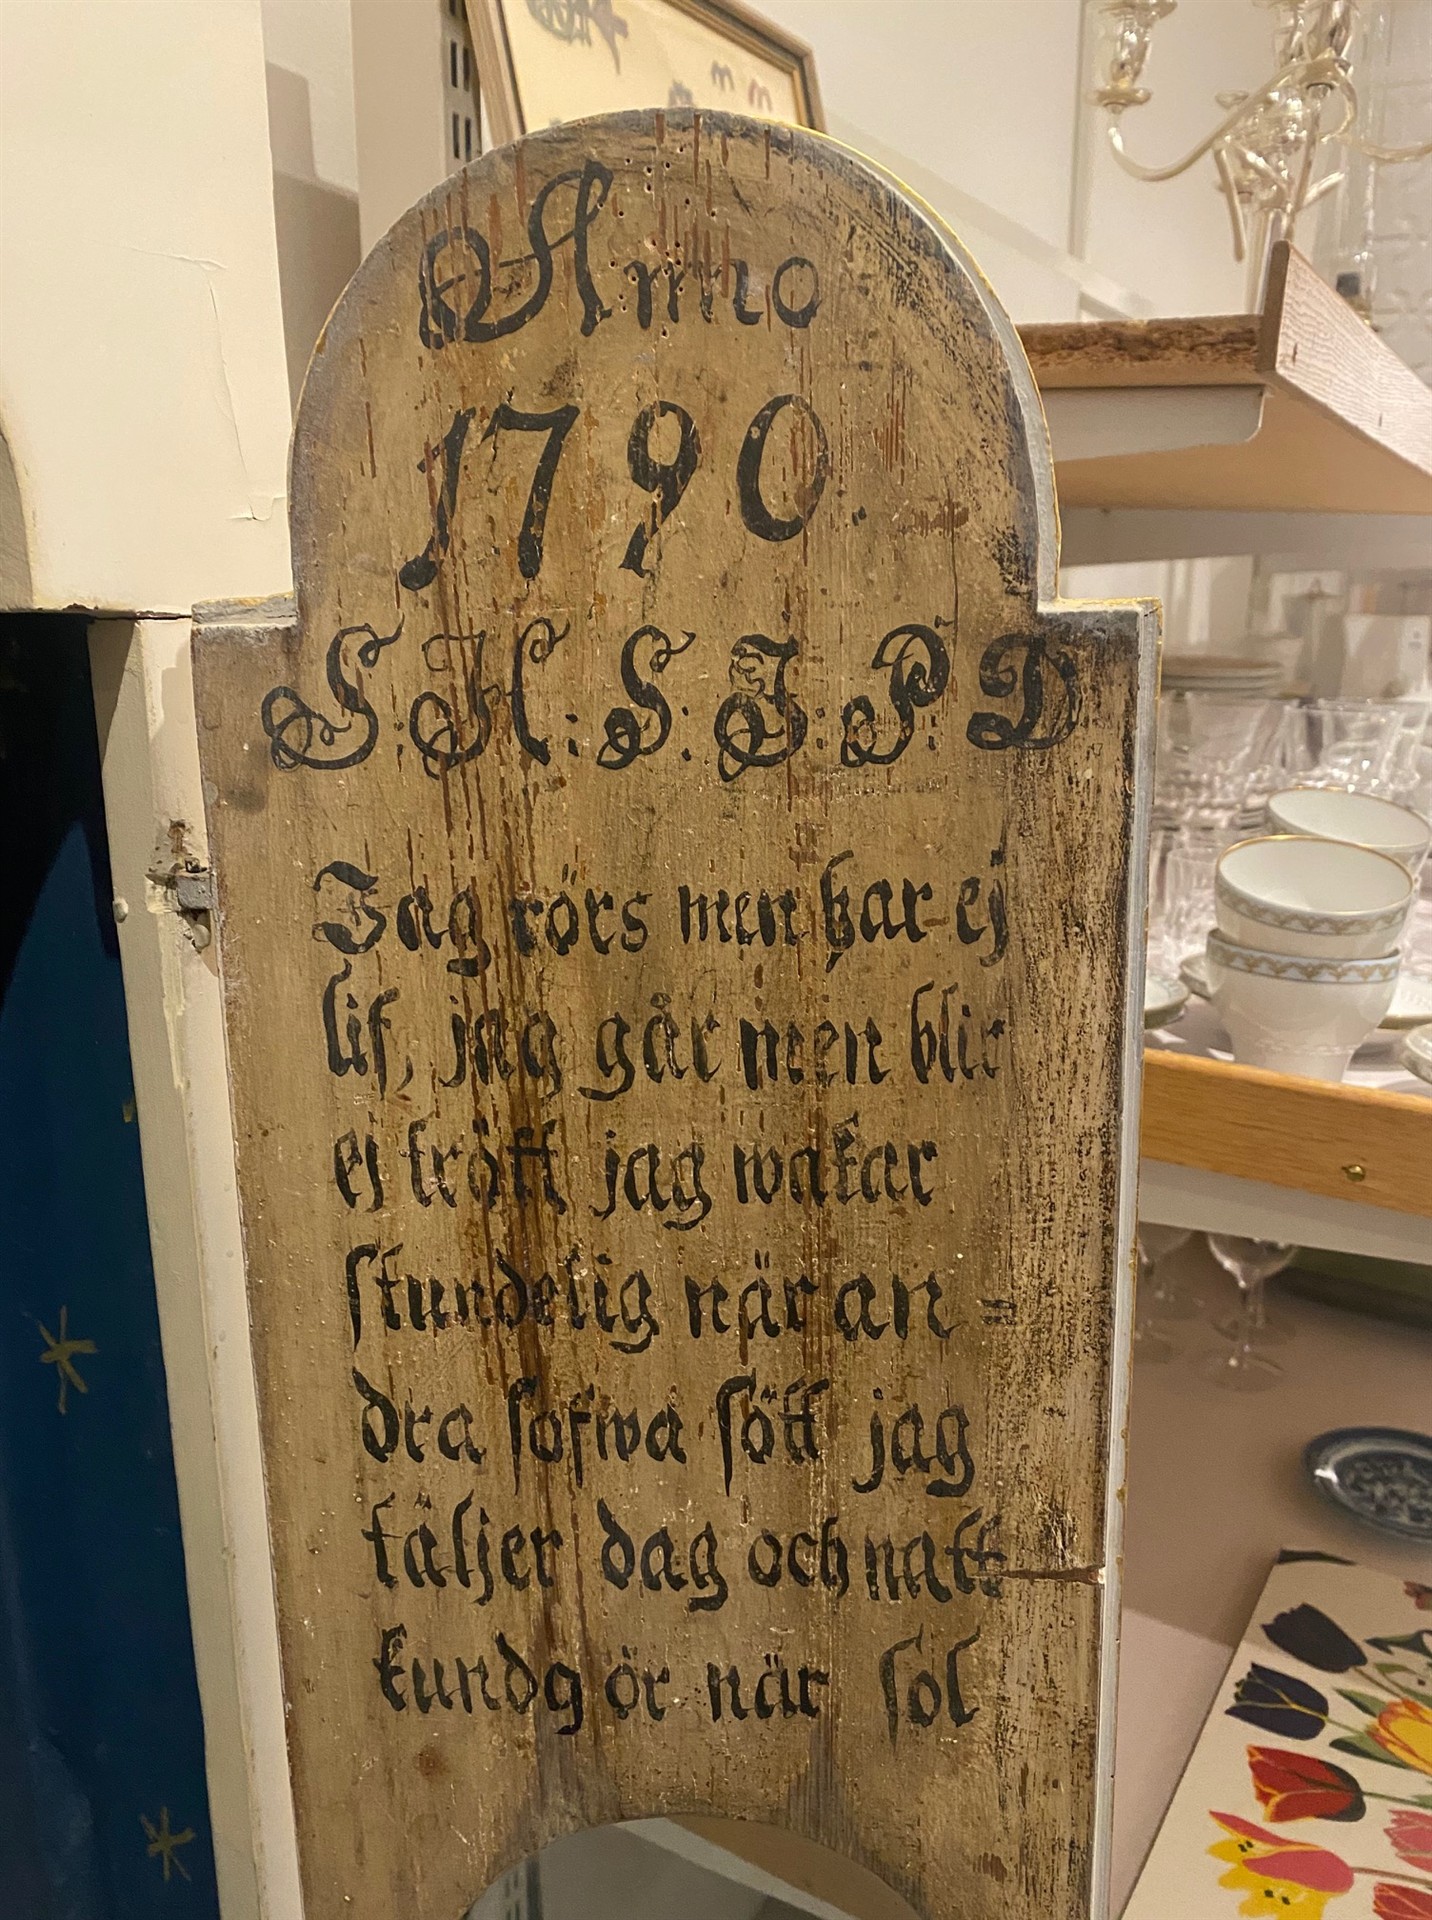 Anno
1790.
S:H:S:J:P:D
Jag rörs men har ej
lif, jag går men blir
ej trött jag wakar
stundelig när an=
dra sofwa sött jag
täljer dag och natt
kundgör när sol